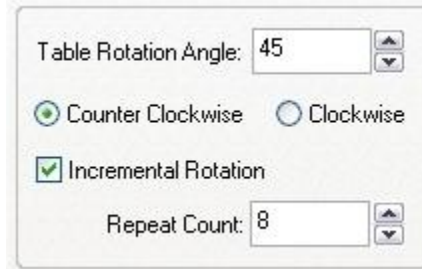 Table Rotation Angle: 45
Counter Clockwise Clockwise
Incremental Rotation
Repeat Count: 8